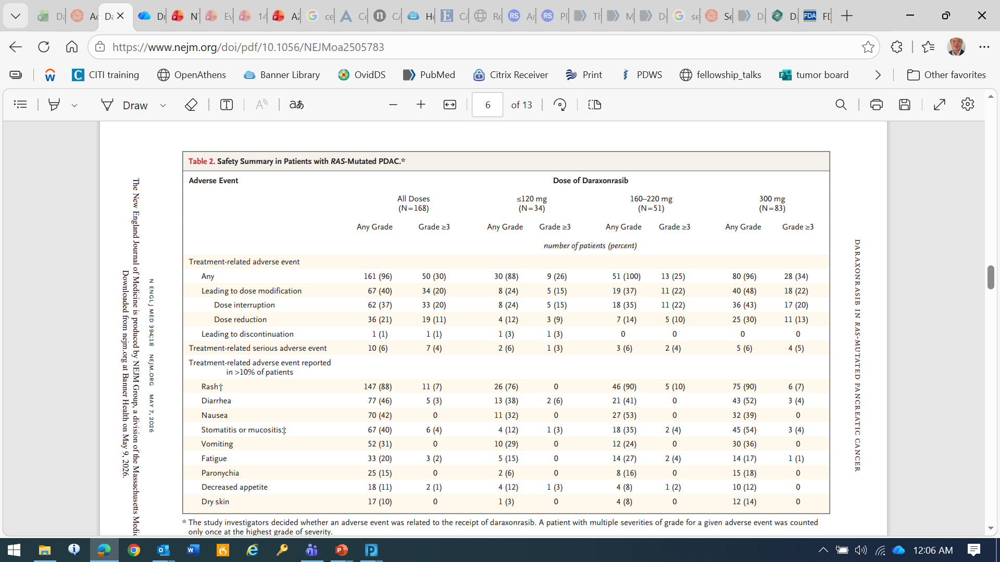 https://www.nejm.org/doi/pdf/10.1056/NEJMoa2505783
CITI training OpenAthens Banner Library OvidDS PubMed Citrix Receiver Print PDWS fellowship_talks tumor board Other favorites
Draw 6 of 13
Table 2. Safety Summary in Patients with RAS-Mutated PDAC.*
Adverse Event Dose of Daraxonrasib
All Doses ≤120 mg 160–220 mg 300 mg
(N=168) (N=34) (N=51) (N=83)
Any Grade Grade ≥3 Any Grade Grade ≥3 Any Grade Grade ≥3 Any Grade Grade ≥3
number of patients (percent)
Treatment-related adverse event
Any 161 (96) 50 (30) 30 (88) 9 (26) 51 (100) 13 (25) 80 (96) 28 (34)
Leading to dose modification 67 (40) 34 (20) 8 (24) 5 (15) 19 (37) 11 (22) 40 (48) 18 (22)
Dose interruption 62 (37) 33 (20) 8 (24) 5 (15) 18 (35) 11 (22) 36 (43) 17 (20)
Dose reduction 36 (21) 19 (11) 4 (12) 3 (9) 7 (14) 5 (10) 25 (30) 11 (13)
Leading to discontinuation 1 (1) 1 (1) 1 (3) 1 (3) 0 0 0 0
Treatment-related serious adverse event 10 (6) 7 (4) 2 (6) 1 (3) 3 (6) 2 (4) 5 (6) 4 (5)
Treatment-related adverse event reported
in >10% of patients
Rash† 147 (88) 11 (7) 26 (76) 0 46 (90) 5 (10) 75 (90) 6 (7)
Diarrhea 77 (46) 5 (3) 13 (38) 2 (6) 21 (41) 0 43 (52) 3 (4)
Nausea 70 (42) 0 11 (32) 0 27 (53) 0 32 (39) 0
Stomatitis or mucositis‡ 67 (40) 6 (4) 4 (12) 1 (3) 18 (35) 2 (4) 45 (54) 3 (4)
Vomiting 52 (31) 0 10 (29) 0 12 (24) 0 30 (36) 0
Fatigue 33 (20) 3 (2) 5 (15) 0 14 (27) 2 (4) 14 (17) 1 (1)
Paronychia 25 (15) 0 2 (6) 0 8 (16) 0 15 (18) 0
Decreased appetite 18 (11) 2 (1) 4 (12) 1 (3) 4 (8) 1 (2) 10 (12) 0
Dry skin 17 (10) 0 1 (3) 0 4 (8) 0 12 (14) 0
* The study investigators decided whether an adverse event was related to the receipt of daraxonrasib. A patient with multiple severities of grade for a given adverse event was counted
only once at the highest grade of severity.
DARAXONRASIB IN RAS-MUTATED PANCREATIC CANCER
N ENGL J MED 394;18 NEJM.ORG MAY 7, 2026
The New England Journal of Medicine is produced by NEJM Group, a division of the Massachusetts
Downloaded from nejm.org at Banner Health on May 9, 2026.
12:06 AM